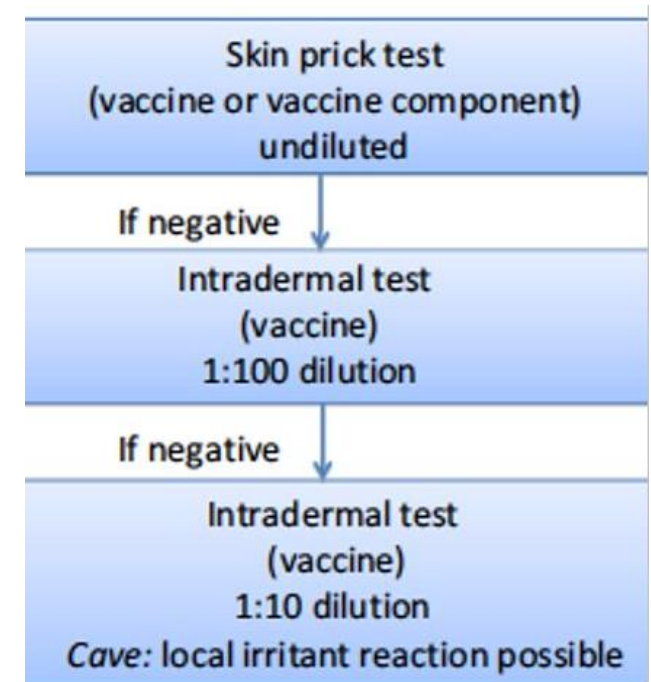 Skin prick test
(vaccine or vaccine component)
undiluted
If negative
Intradermal test
(vaccine)
1:100 dilution
If negative
Intradermal test
(vaccine)
1:10 dilution
Cave: local irritant reaction possible